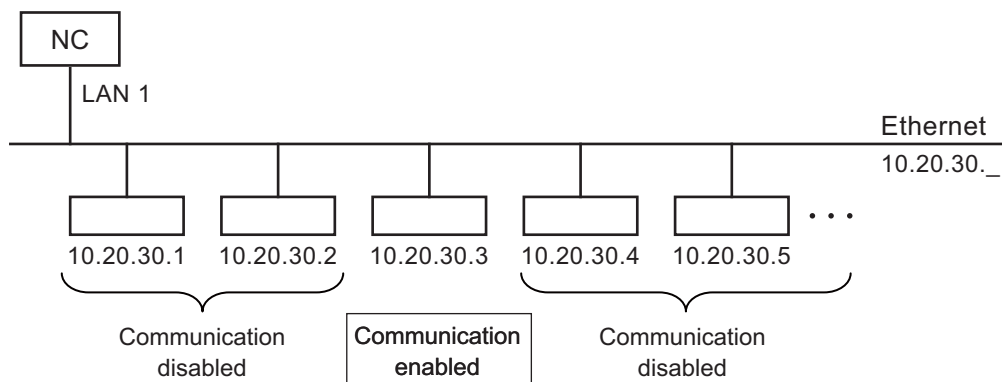 NC
LAN 1
Ethernet
10.20.30._
10.20.30.1
10.20.30.2
10.20.30.3
10.20.30.4
10.20.30.5
...
Communication
disabled
Communication
enabled
Communication
disabled